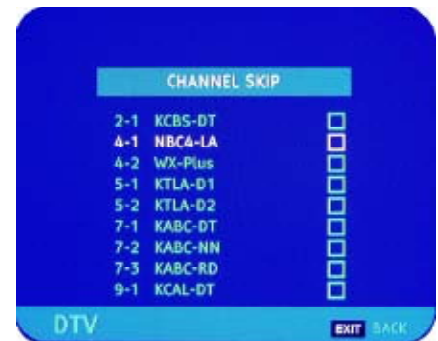 CHANNEL SKIP
2-1 KCBS-DT
4-1 NBC4-LA
4-2 WX-Plus
5-1 KTLA-D1
5-2 KTLA-D2
7-1 KABC-DT
7-2 KABC-NN
7-3 KABC-RD
9-1 KCAL-DT
DTV EXIT BACK